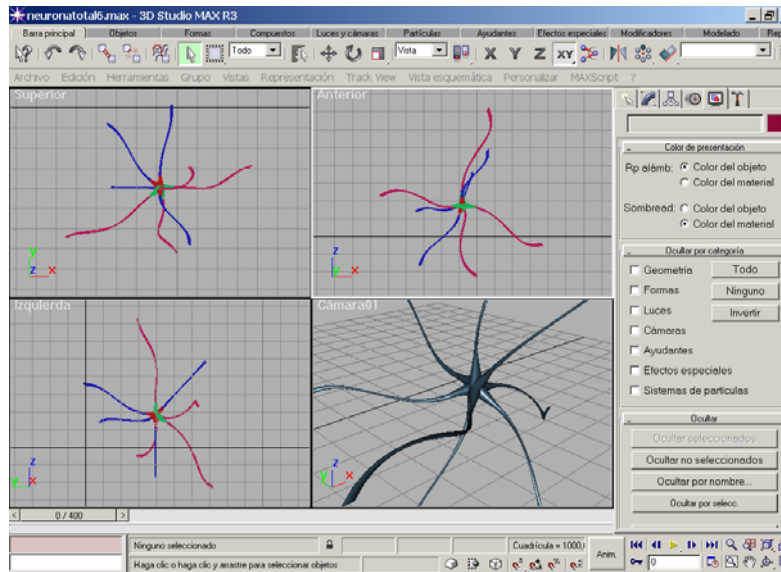 neuronatotal6.max - 3D Studio MAX R3
Barra principal Objetos Formas Compuestos Luces y cámaras Partículas Ayudantes Efectos especiales Modificadores Modelado
Todo Vista X Y Z XY
Archivo Edición Herramientas Grupo Vistas Representación Track View Vista esquemática Personalizar MAXScript ?
Superior
Anterior
y
z x
z
y x
Izquierda
Cámara01
z
y x
z
y x
Color de presentación
Rp alámb: Color del objeto
Color del material
Sombread: Color del objeto
Color del material
Ocultar por categoría
Geometría Todo
Formas Ninguno
Luces Invertir
Cámaras
Ayudantes
Efectos especiales
Sistemas de partículas
Ocultar
Ocultar seleccionados
Ocultar no seleccionados
Ocultar por nombre...
Ocultar por selecc.
< 0 / 400 >
Ninguno seleccionado Cuadrícula = 1000,
Haga clic o haga clic y arrastre para seleccionar objetos
Anim. 0